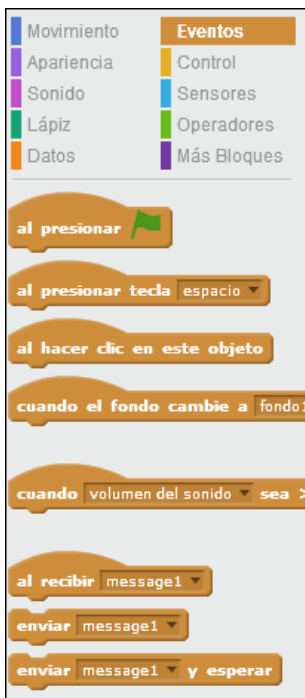 Movimiento Eventos
Apariencia Control
Sonido Sensores
Lápiz Operadores
Datos Más Bloques
al presionar
al presionar tecla espacio
al hacer clic en este objeto
cuando el fondo cambie a fondo1
cuando volumen del sonido sea >
al recibir message1
enviar message1
enviar message1 y esperar